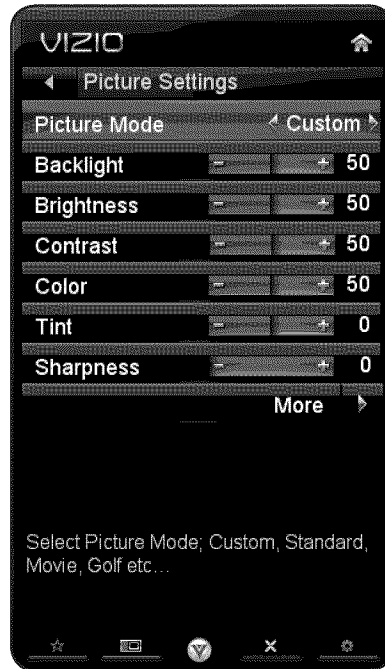 VIZIO
Picture Settings
Picture Mode Custom
Backlight - + 50
Brightness - + 50
Contrast - + 50
Color - + 50
Tint - + 0
Sharpness - + 0
More
Select Picture Mode; Custom, Standard,
Movie, Golf etc...
V